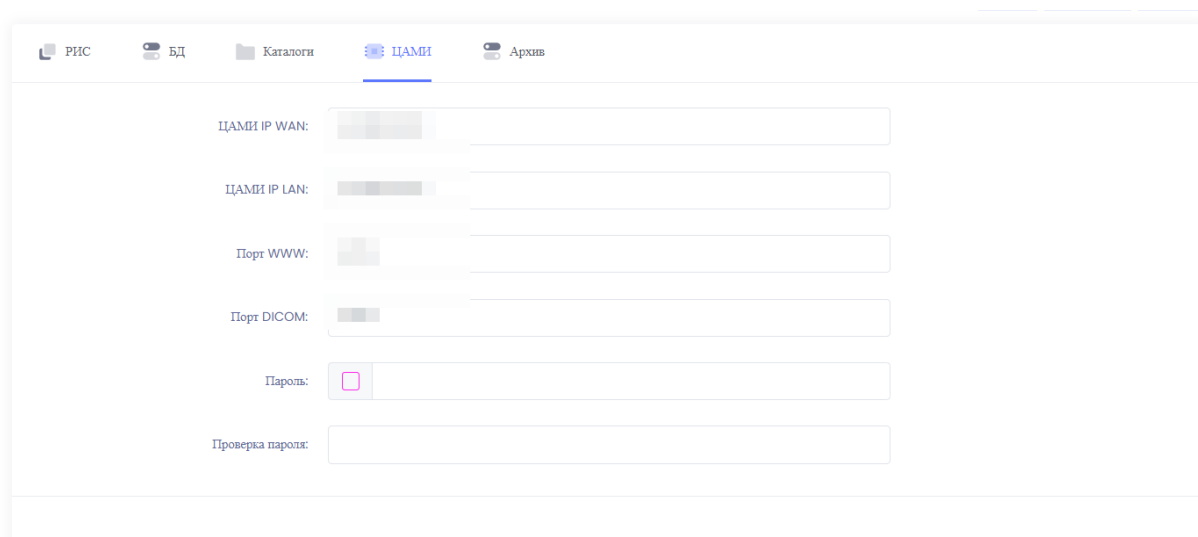 РИС БД Каталоги ЦАМИ Архив
ЦАМИ IP WAN:
ЦАМИ IP LAN:
Порт WWW:
Порт DICOM:
Пароль:
Проверка пароля: